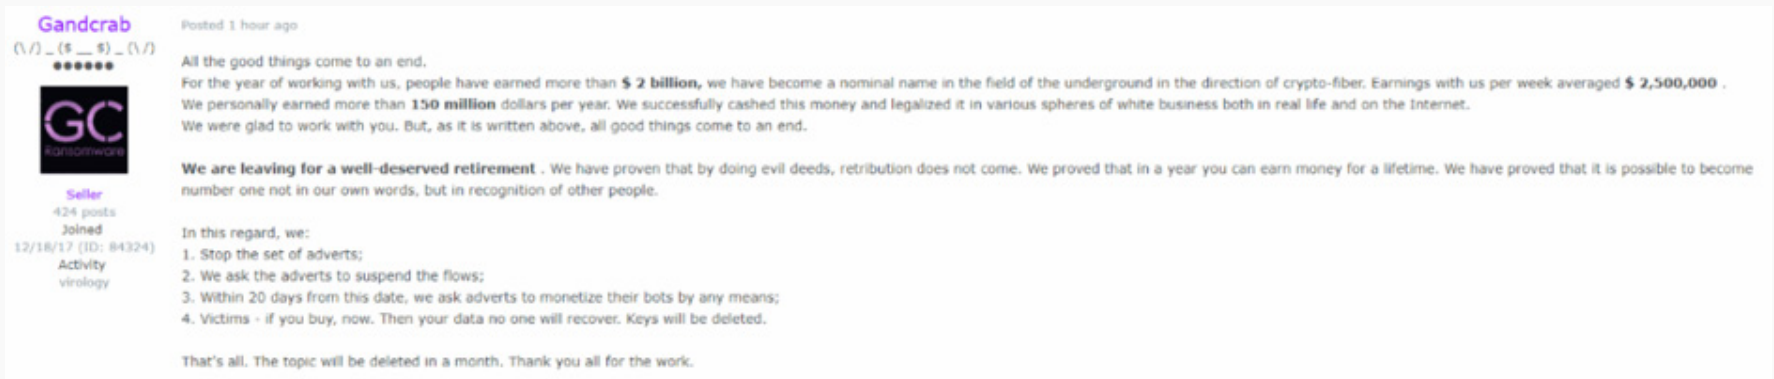 Gandcrab
(\/)_($__$)_(\/)
●●●●●●
GC
Ransomware
Seller
424 posts
Joined
12/18/17 (ID: 84324)
Activity
virology
Posted 1 hour ago
All the good things come to an end.
For the year of working with us, people have earned more than $ 2 billion, we have become a nominal name in the field of the underground in the direction of crypto-fiber. Earnings with us per week averaged $ 2,500,000 .
We personally earned more than 150 million dollars per year. We successfully cashed this money and legalized it in various spheres of white business both in real life and on the Internet.
We were glad to work with you. But, as it is written above, all good things come to an end.
We are leaving for a well-deserved retirement . We have proven that by doing evil deeds, retribution does not come. We proved that in a year you can earn money for a lifetime. We have proved that it is possible to become
number one not in our own words, but in recognition of other people.
In this regard, we:
1. Stop the set of adverts;
2. We ask the adverts to suspend the flows;
3. Within 20 days from this date, we ask adverts to monetize their bots by any means;
4. Victims - if you buy, now. Then your data no one will recover. Keys will be deleted.
That's all. The topic will be deleted in a month. Thank you all for the work.